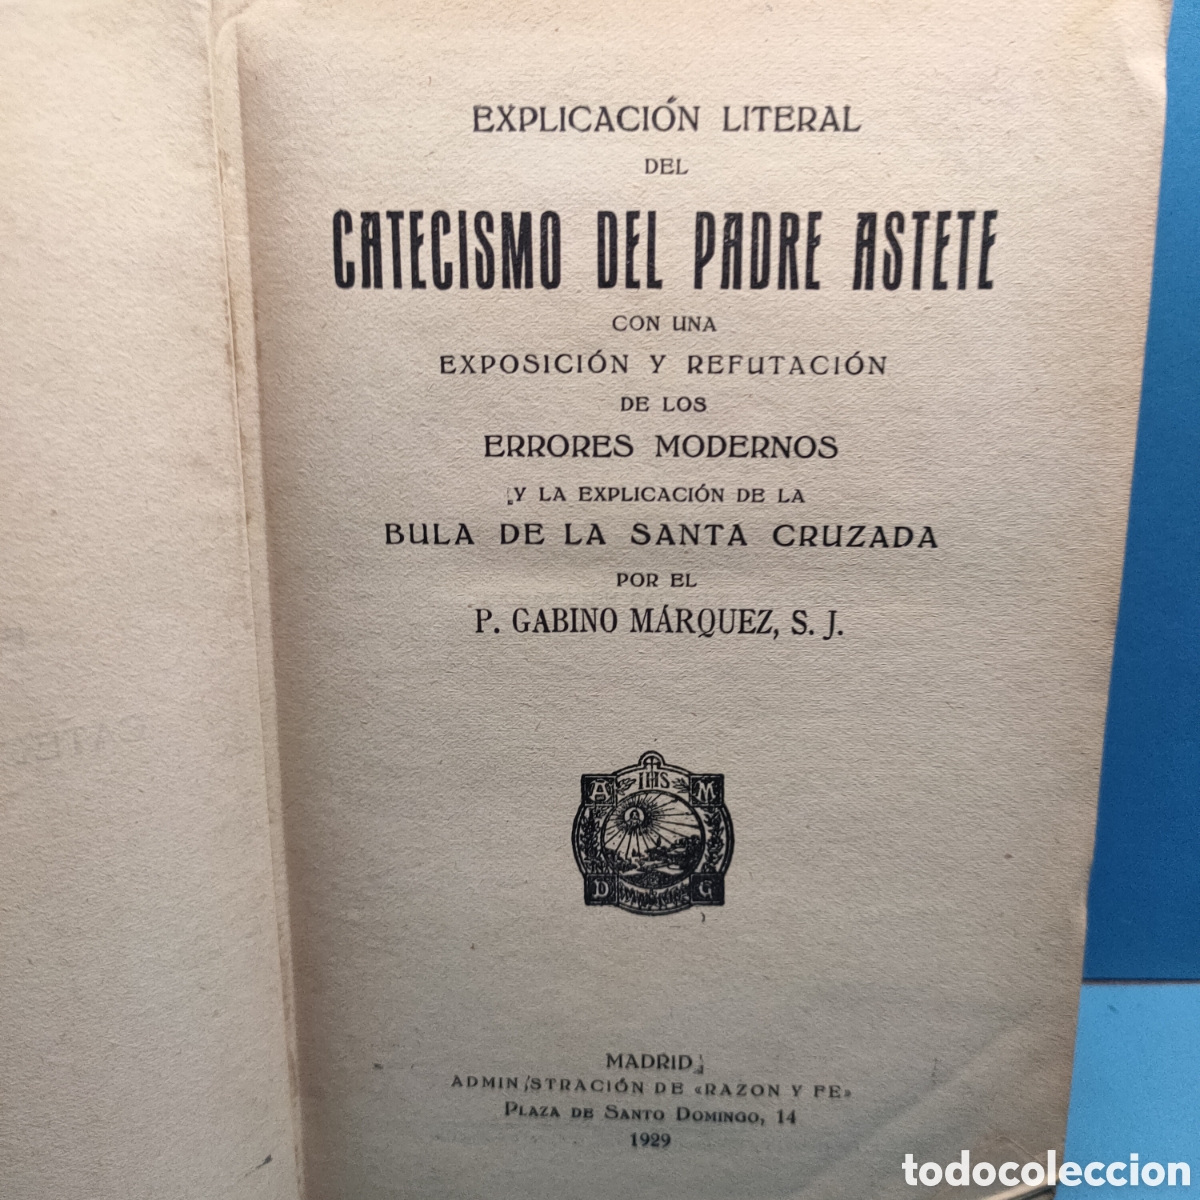 EXPLICACIÓN LITERAL
DEL
CATECISMO DEL PADRE ASTETE
CON UNA
EXPOSICIÓN Y REFUTACIÓN
DE LOS
ERRORES MODERNOS
Y LA EXPLICACIÓN DE LA
BULA DE LA SANTA CRUZADA
POR EL
P. GABINO MÁRQUEZ, S. J.
IHS
A M
D G
MADRID
ADMINISTRACIÓN DE «RAZON Y FE»
PLAZA DE SANTO DOMINGO, 14
1929
todocoleccion